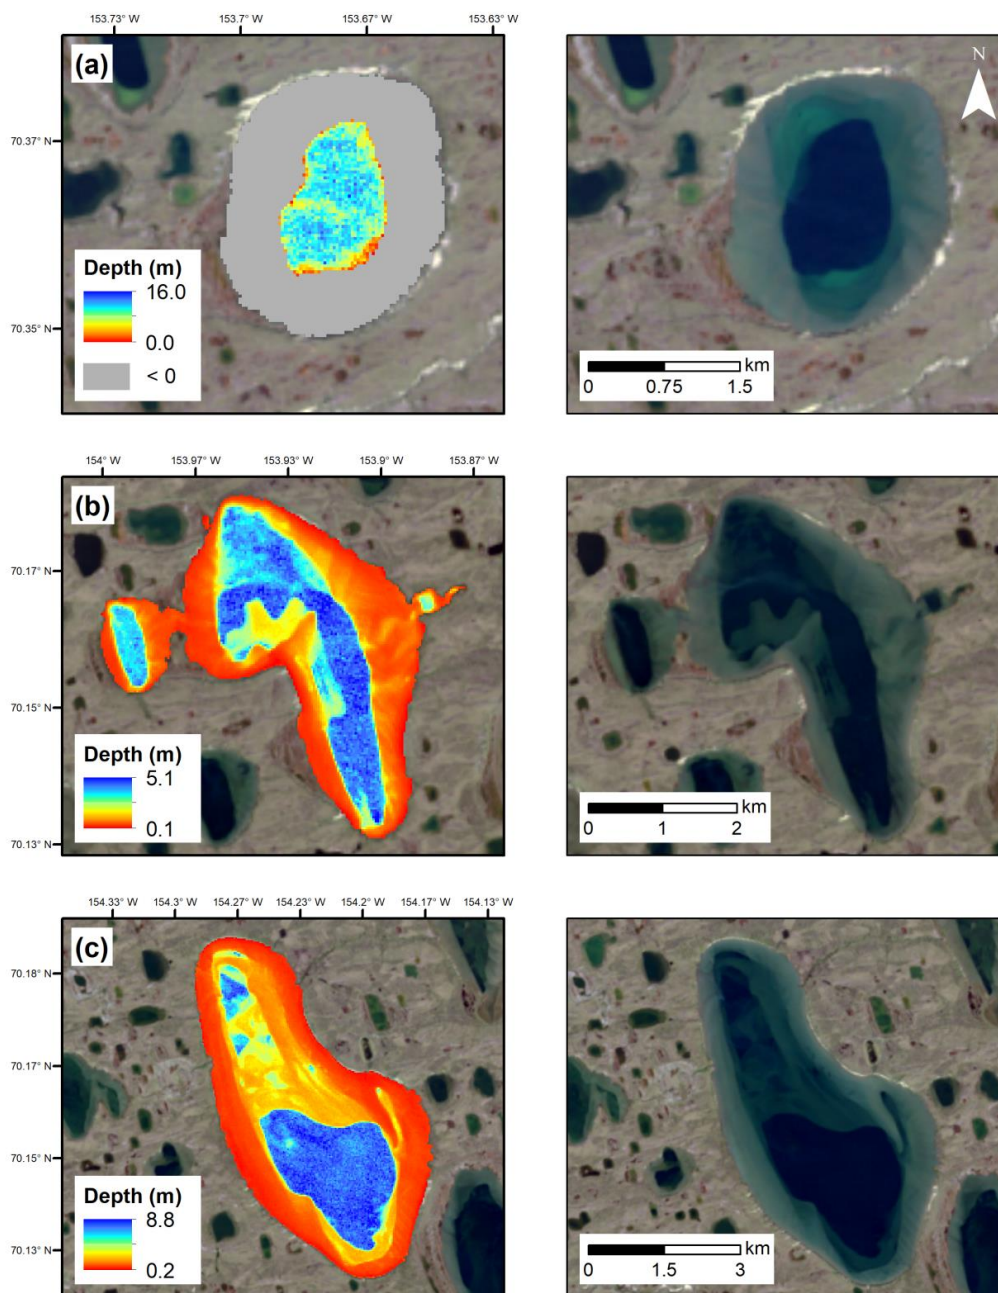 153.73° W 153.7° W 153.67° W 153.63° W
(a)
N
70.37° N
Depth (m)
16.0
0.0
< 0
70.35° N
km
0 0.75 1.5
154° W 153.97° W 153.93° W 153.9° W 153.87° W
(b)
70.17° N
70.15° N
Depth (m)
5.1
0.1
70.13° N
km
0 1 2
154.33° W 154.3° W 154.27° W 154.23° W 154.2° W 154.17° W 154.13° W
(c)
70.18° N
70.17° N
70.15° N
Depth (m)
8.8
0.2
70.13° N
km
0 1.5 3